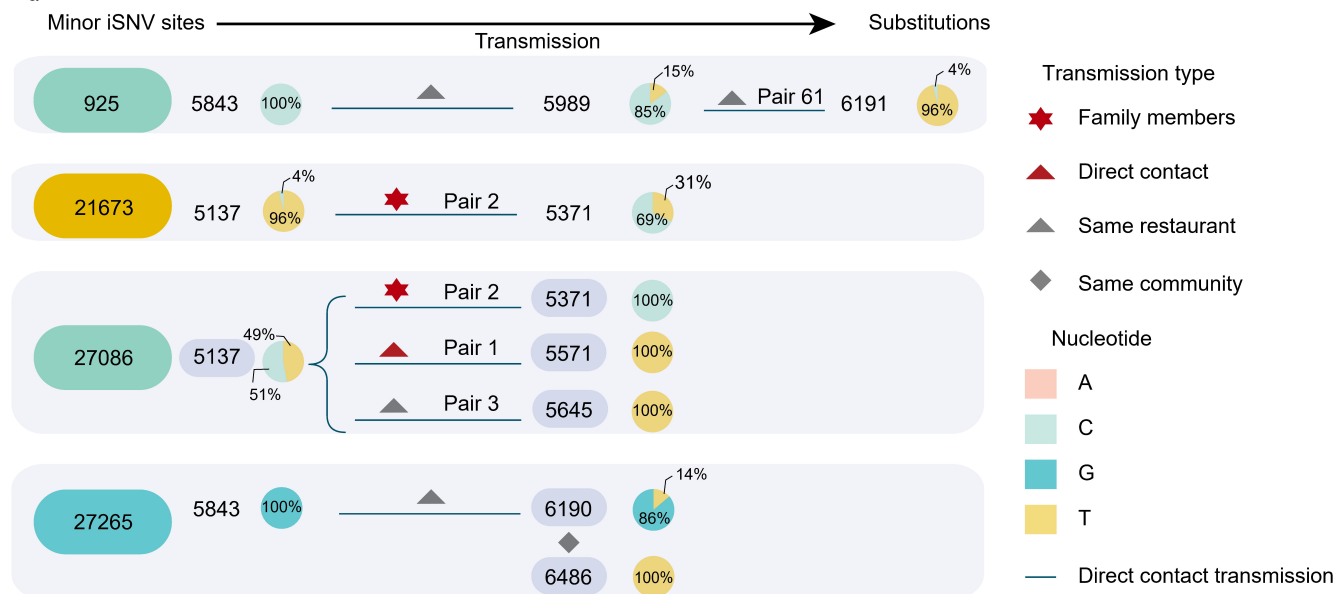 Minor iSNV sites
Transmission
Substitutions
925 5843 100% 5989 15% 85% Pair 61 6191 4% 96%
21673 5137 4% 96% Pair 2 5371 31% 69%
27086 5137 49% 51%
Pair 2 5371 100%
Pair 1 5571 100%
Pair 3 5645 100%
27265 5843 100% 6190 14% 86%
6486 100%
Transmission type
Family members
Direct contact
Same restaurant
Same community
Nucleotide
A
C
G
T
Direct contact transmission